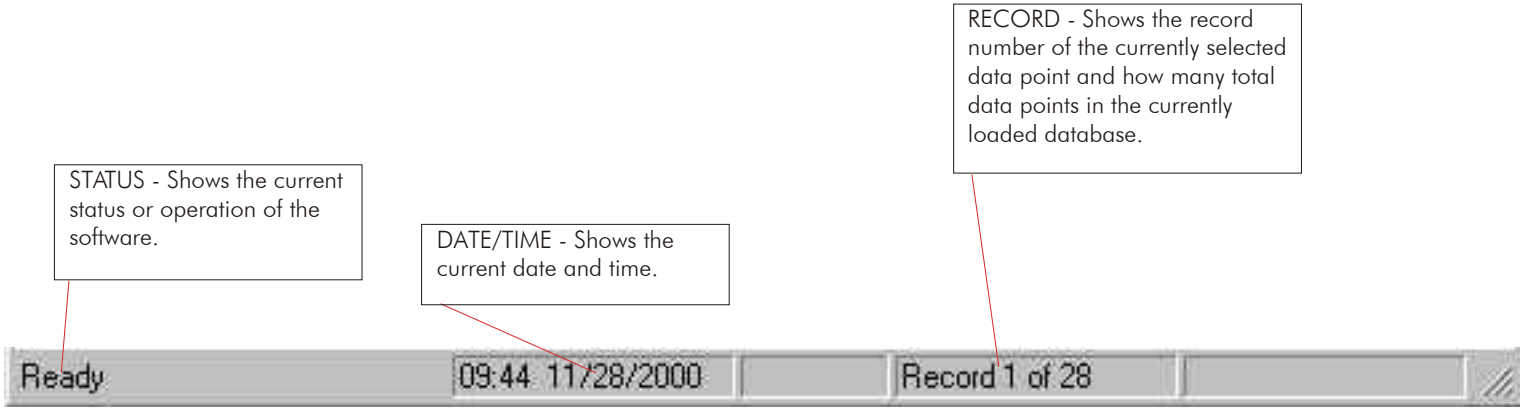 RECORD - Shows the record
number of the currently selected
data point and how many total
data points in the currently
loaded database.
STATUS - Shows the current
status or operation of the
software.
DATE/TIME - Shows the
current date and time.
Ready
09:44 11/28/2000
Record 1 of 28